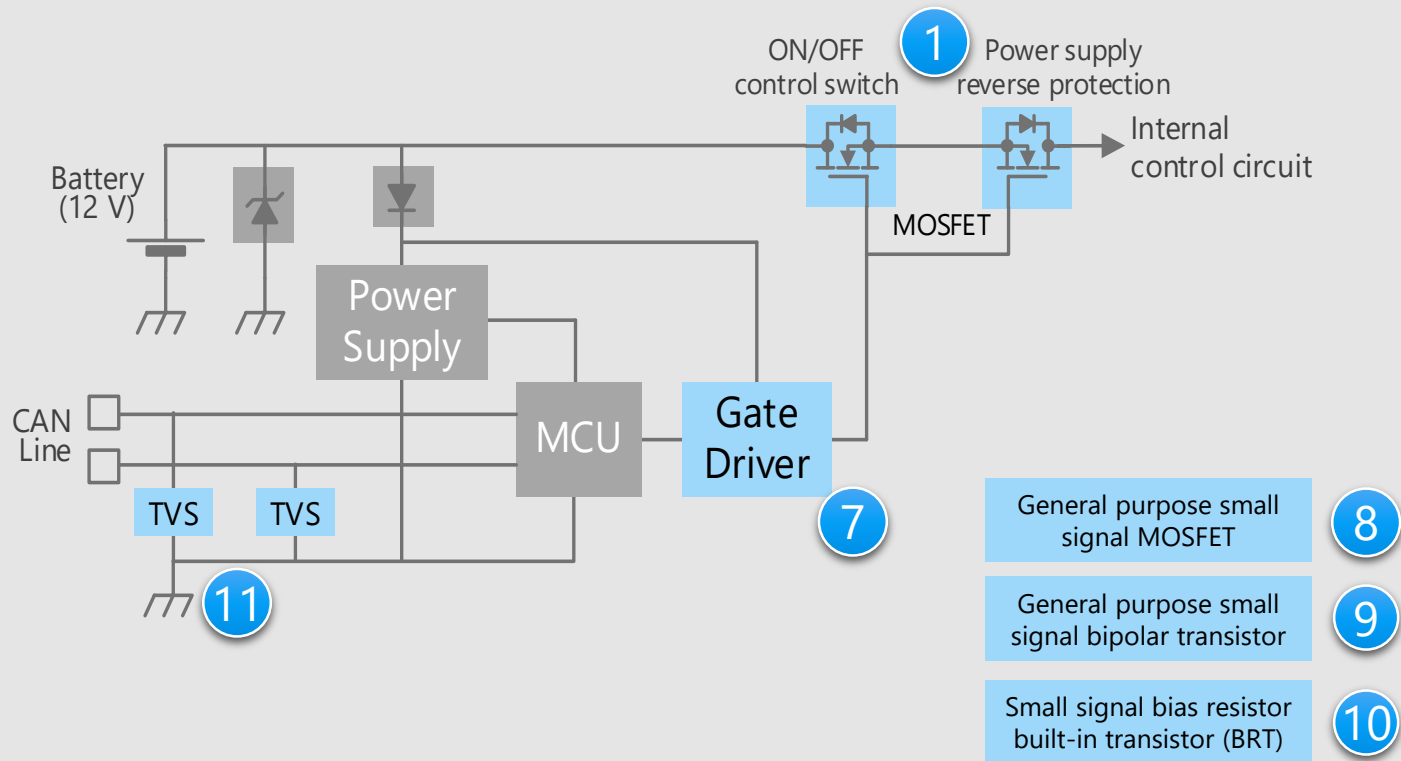 ON/OFF
control switch
1
Power supply
reverse protection
Internal
control circuit
Battery
(12 V)
MOSFET
Power
Supply
CAN
Line
MCU
Gate
Driver
7
TVS
TVS
11
General purpose small
signal MOSFET
8
General purpose small
signal bipolar transistor
9
Small signal bias resistor
built-in transistor (BRT)
10